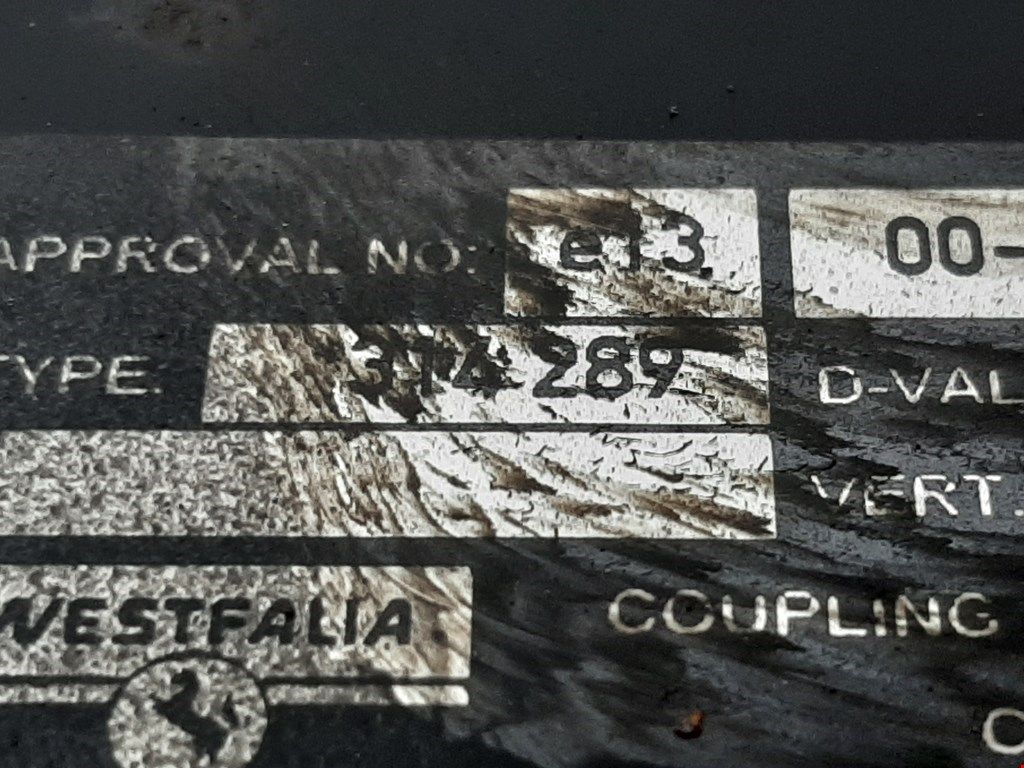 APPROVAL NO: e13 00-
TYPE: 314 289 D-VAL
VERT.
WESTFALIA COUPLING
C